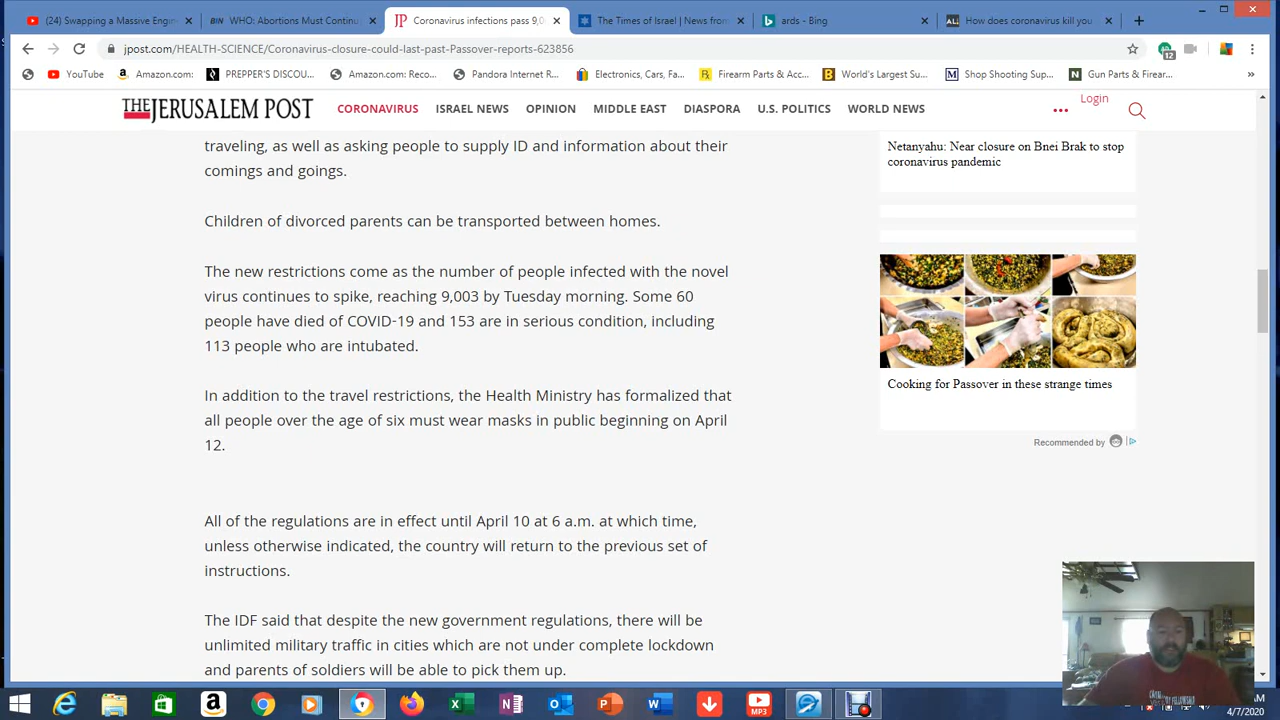 (24) Swapping a Massive Engine
BIN WHO: Abortions Must Continu
JP Coronavirus infections pass 9,0
The Times of Israel | News from
ards - Bing
ALL How does coronavirus kill you
jpost.com/HEALTH-SCIENCE/Coronavirus-closure-could-last-past-Passover-reports-623856
12
YouTube
Amazon.com:
PREPPER'S DISCOU...
Amazon.com: Reco...
Pandora Internet R...
Electronics, Cars, Fa...
Firearm Parts & Acc...
World's Largest Su...
Shop Shooting Sup...
Gun Parts & Firear...
»
THE JERUSALEM POST
CORONAVIRUS
ISRAEL NEWS
OPINION
MIDDLE EAST
DIASPORA
U.S. POLITICS
WORLD NEWS
Login
traveling, as well as asking people to supply ID and information about their
comings and goings.
Children of divorced parents can be transported between homes.
The new restrictions come as the number of people infected with the novel
virus continues to spike, reaching 9,003 by Tuesday morning. Some 60
people have died of COVID-19 and 153 are in serious condition, including
113 people who are intubated.
In addition to the travel restrictions, the Health Ministry has formalized that
all people over the age of six must wear masks in public beginning on April
12.
All of the regulations are in effect until April 10 at 6 a.m. at which time,
unless otherwise indicated, the country will return to the previous set of
instructions.
The IDF said that despite the new government regulations, there will be
unlimited military traffic in cities which are not under complete lockdown
and parents of soldiers will be able to pick them up.
Netanyahu: Near closure on Bnei Brak to stop
coronavirus pandemic
Cooking for Passover in these strange times
Recommended by
FELLOWSHIP
MP3
AM
4/7/2020